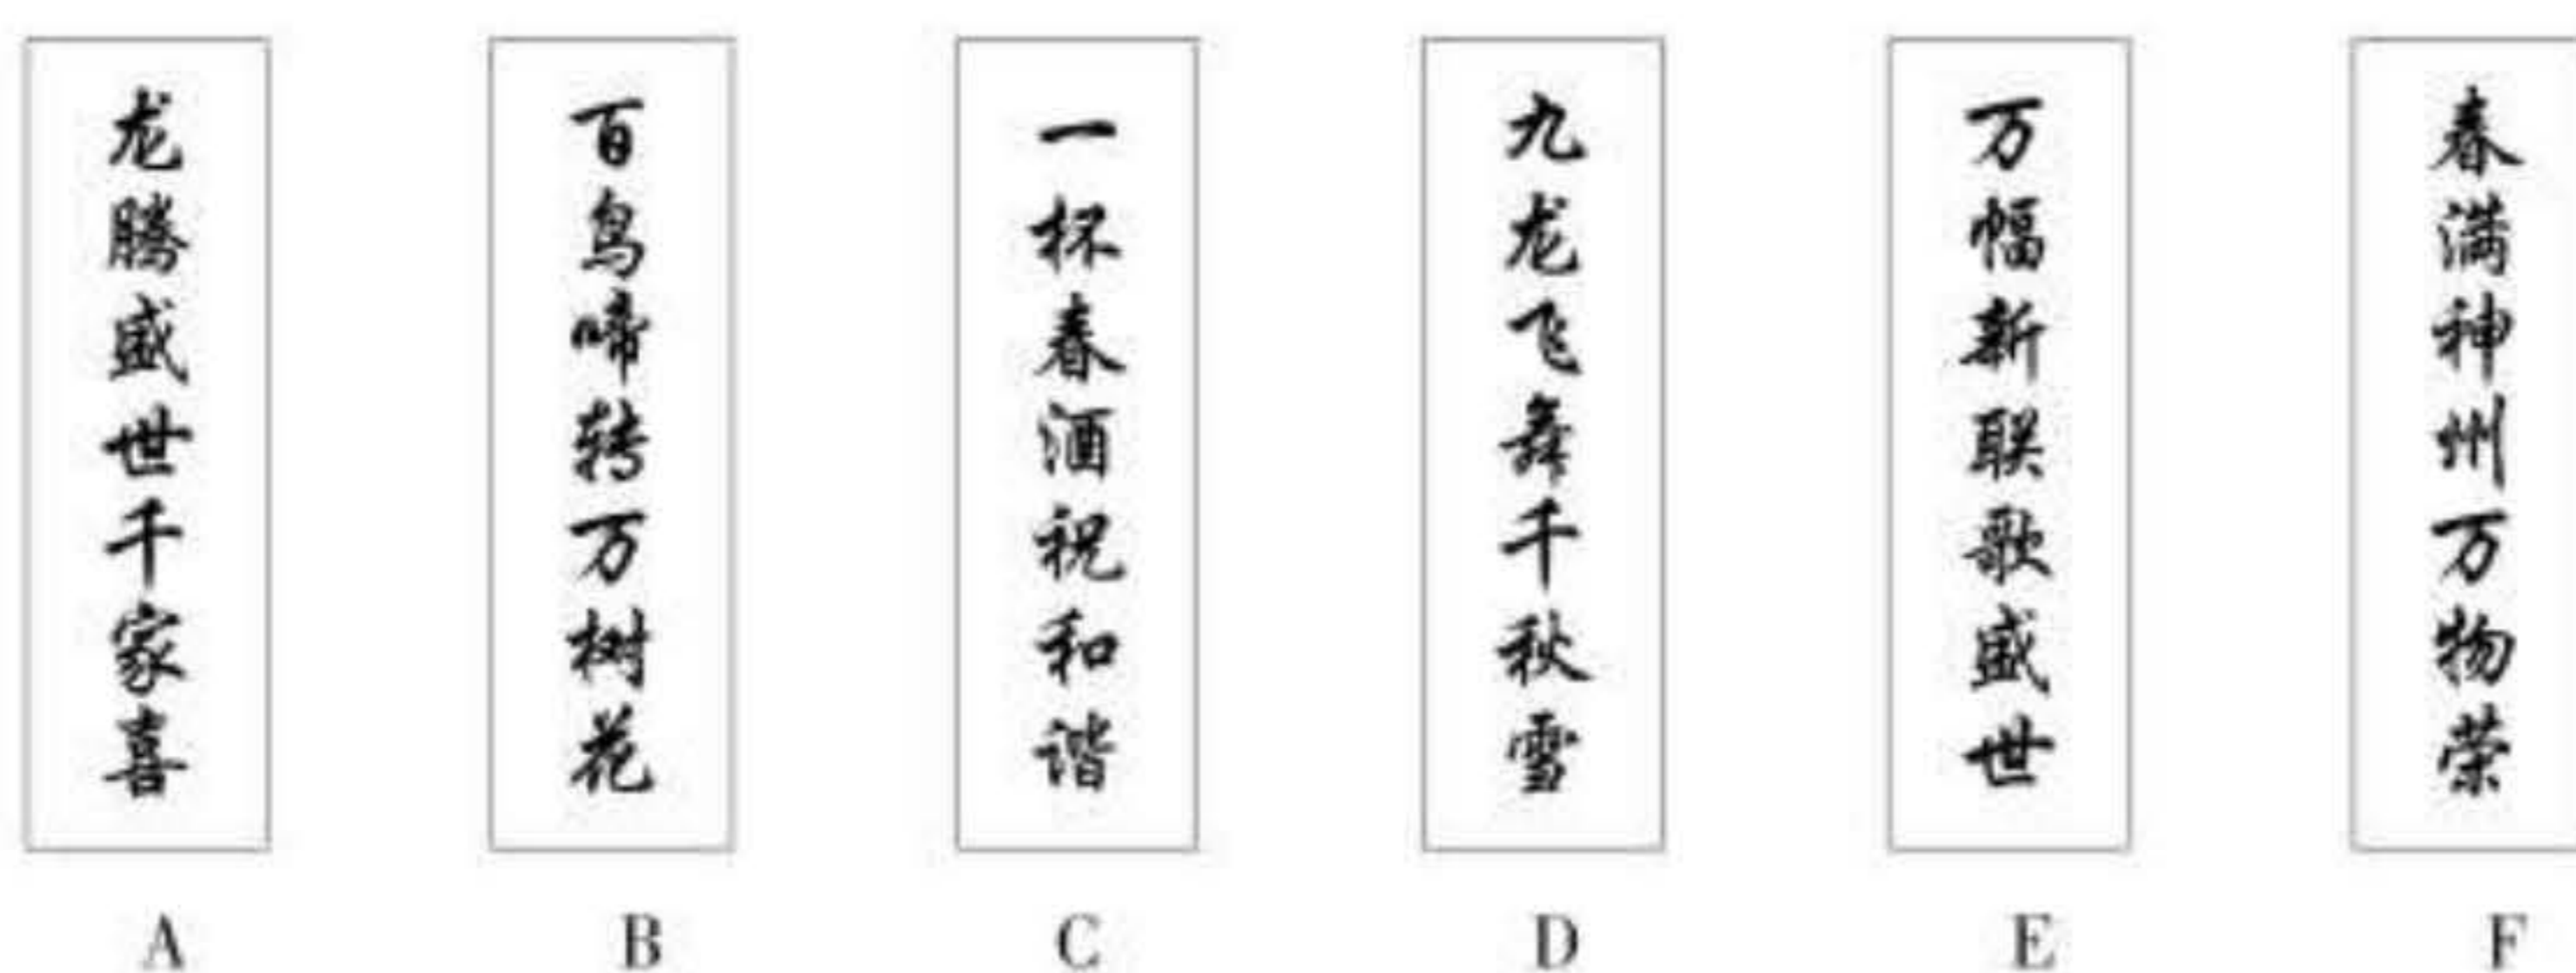 龙腾盛世千家喜
百鸟啼转万树花
一杯春酒祝和谐
九龙飞舞千秋雪
万幅新联歌盛世
春满神州万物荣
A
B
C
D
E
F